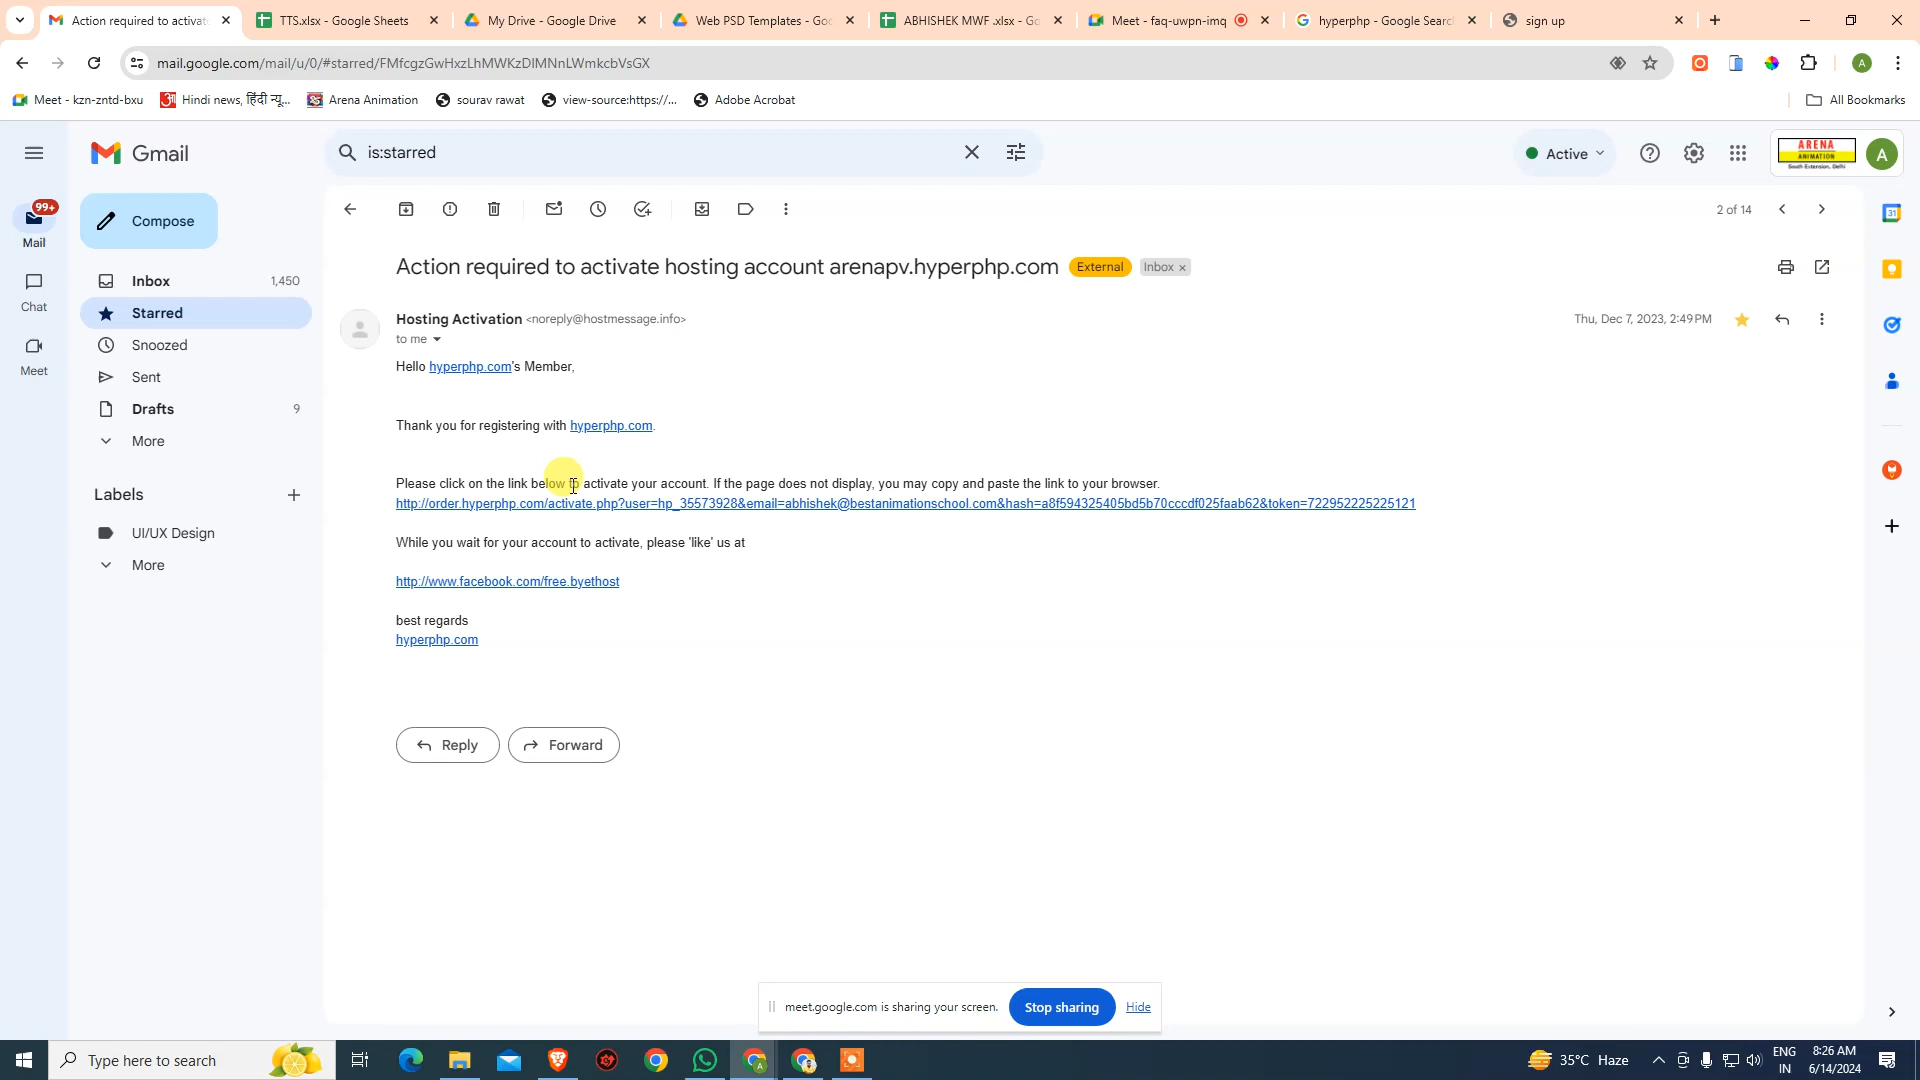 Action required to activat
TTS.xlsx - Google Sheets
My Drive - Google Drive
Web PSD Templates - Goo
ABHISHEK MWF .xlsx - Go
Meet - faq-uwpn-imq
hyperphp - Google Searc
sign up
mail.google.com/mail/u/0/#starred/FMfcgzGwHxzLhMWKzDlMNnLWmkcbVsGX
A
Meet - kzn-zntd-bxu
Hindi news, हिंदी न्यू...
Arena Animation
sourav rawat
view-source:https://...
Adobe Acrobat
All Bookmarks
Gmail
is:starred
Active
ARENA
ANIMATION
South Extension, Delhi
A
99+
Mail
Chat
Meet
Compose
Inbox 1,450
Starred
Snoozed
Sent
Drafts 9
More
Labels
UI/UX Design
More
2 of 14
31
Action required to activate hosting account arenapv.hyperphp.com External Inbox x
Hosting Activation <noreply@hostmessage.info>
Thu, Dec 7, 2023, 2:49 PM
to me
Hello hyperphp.com's Member,
Thank you for registering with hyperphp.com.
Please click on the link below to activate your account. If the page does not display, you may copy and paste the link to your browser.
http://order.hyperphp.com/activate.php?user=hp_35573928&email=abhishek@bestanimationschool.com&hash=a8f594325405bd5b70cccdf025faab62&token=722952225225121
While you wait for your account to activate, please 'like' us at
http://www.facebook.com/free.byethost
best regards
hyperphp.com
Reply
Forward
meet.google.com is sharing your screen.
Stop sharing
Hide
Type here to search
35°C Haze
ENG
IN
8:26 AM
6/14/2024